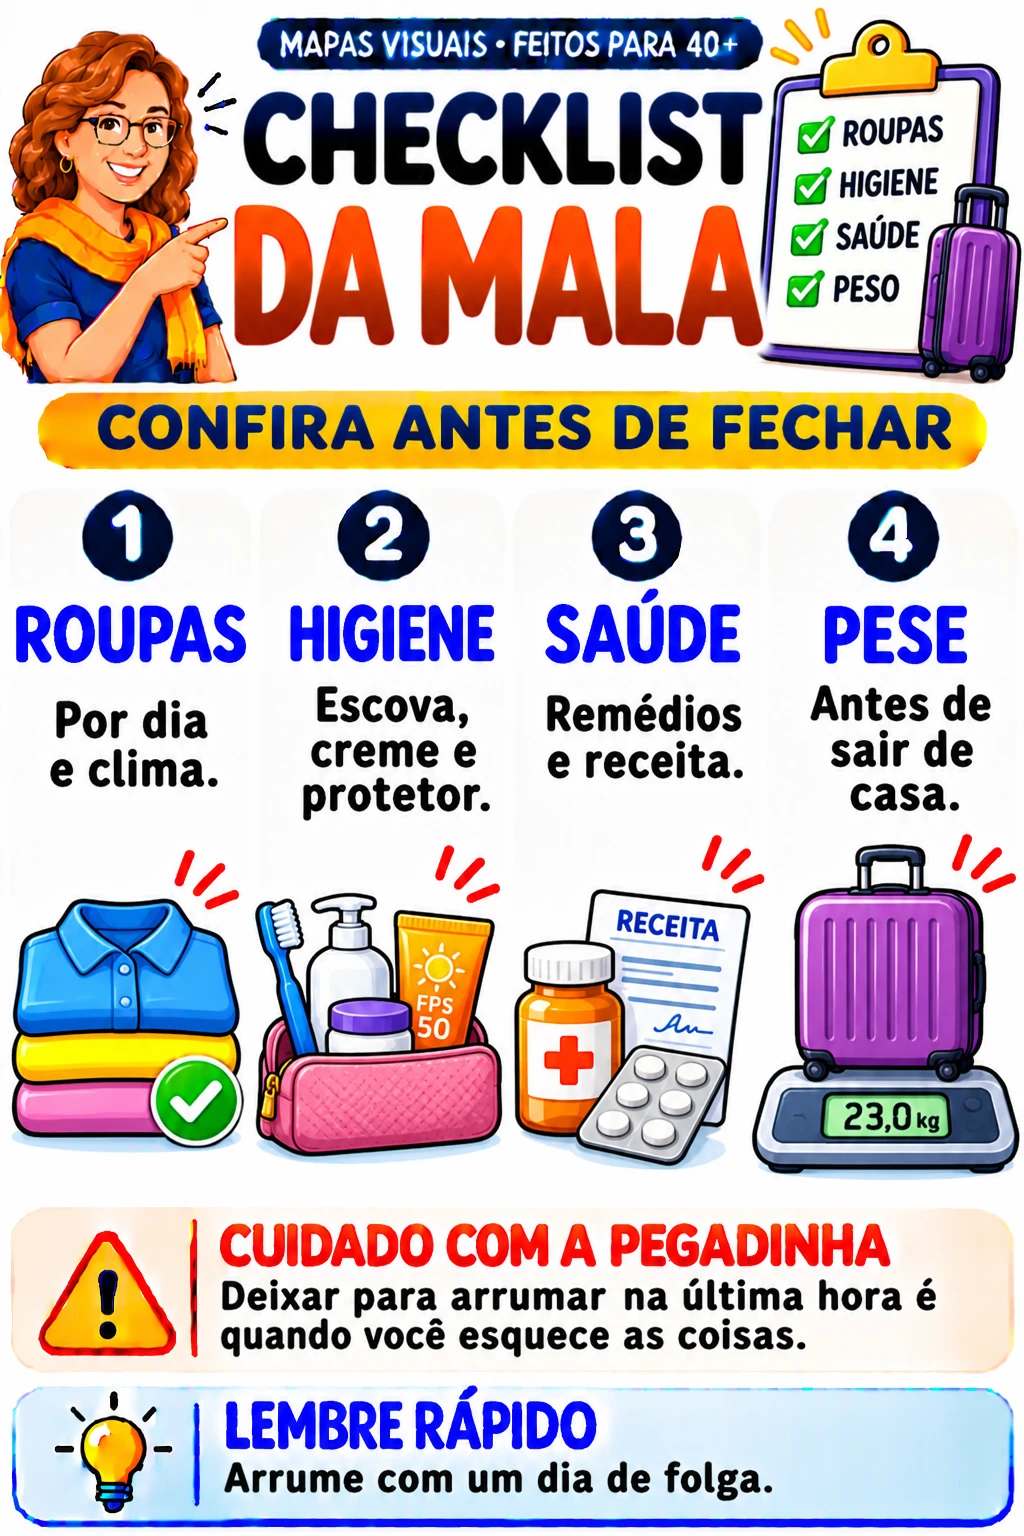 MAPAS VISUAIS • FEITOS PARA 40+
CHECKLIST
DA MALA
ROUPAS
HIGIENE
SAÚDE
PESO
CONFIRA ANTES DE FECHAR
1
ROUPAS
Por dia
e clima.
2
HIGIENE
Escova,
creme e
protetor.
FPS
50
3
SAÚDE
Remédios
e receita.
RECEITA
4
PESE
Antes de
sair de
casa.
23,0 kg
CUIDADO COM A PEGADINHA
Deixar para arrumar na última hora é
quando você esquece as coisas.
LEMBRE RÁPIDO
Arrume com um dia de folga.